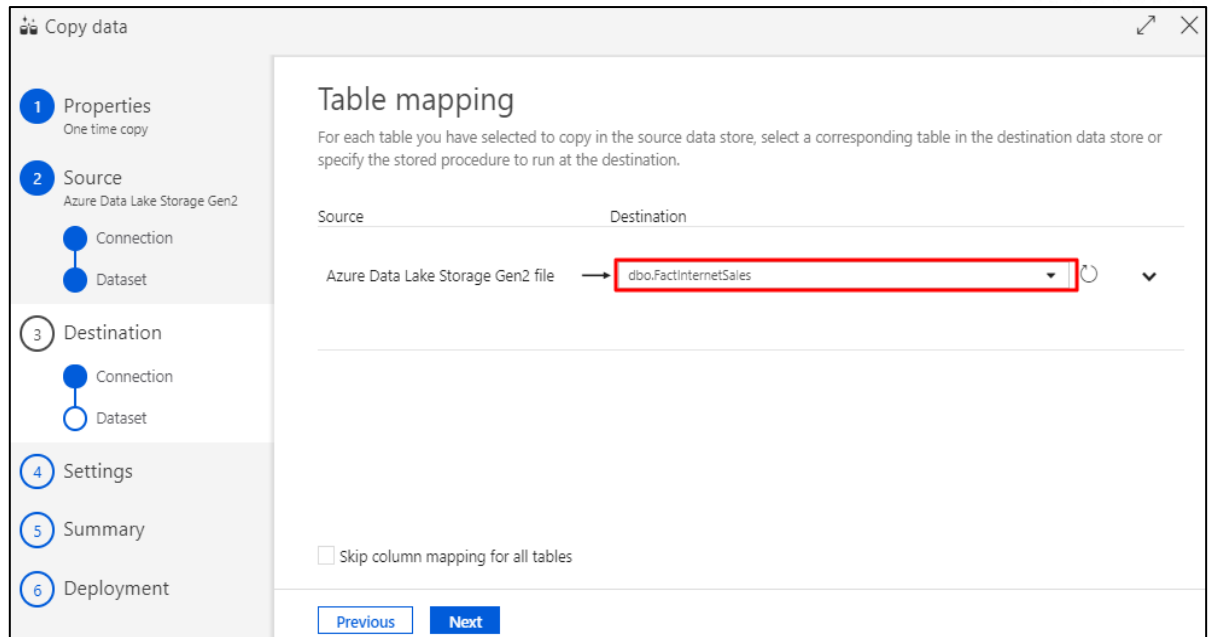 Copy data
1 Properties
One time copy
2 Source
Azure Data Lake Storage Gen2
Connection
Dataset
3 Destination
Connection
Dataset
4 Settings
5 Summary
6 Deployment
Table mapping
For each table you have selected to copy in the source data store, select a corresponding table in the destination data store or
specify the stored procedure to run at the destination.
Source Destination
Azure Data Lake Storage Gen2 file dbo.FactInternetSales
Skip column mapping for all tables
Previous Next